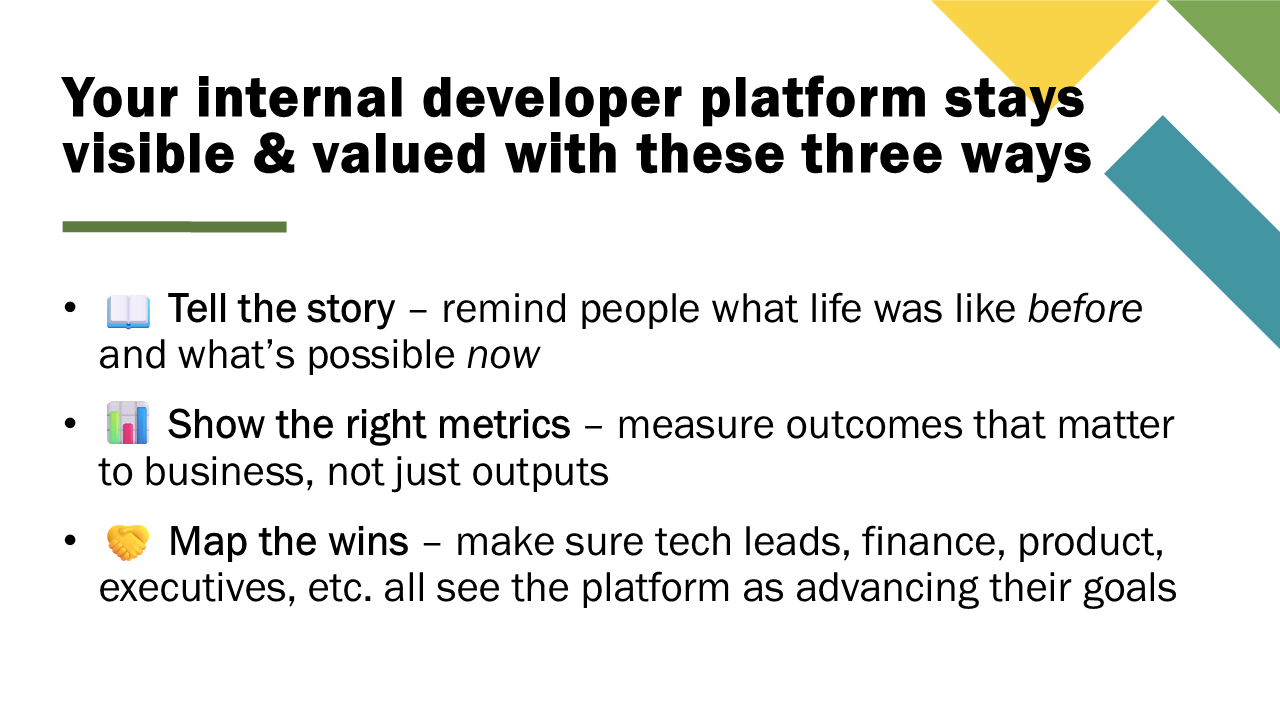 Your internal developer platform stays
visible & valued with these three ways
• 📖 Tell the story – remind people what life was like before
and what’s possible now
• 📊 Show the right metrics – measure outcomes that matter
to business, not just outputs
• 🤝 Map the wins – make sure tech leads, finance, product,
executives, etc. all see the platform as advancing their goals